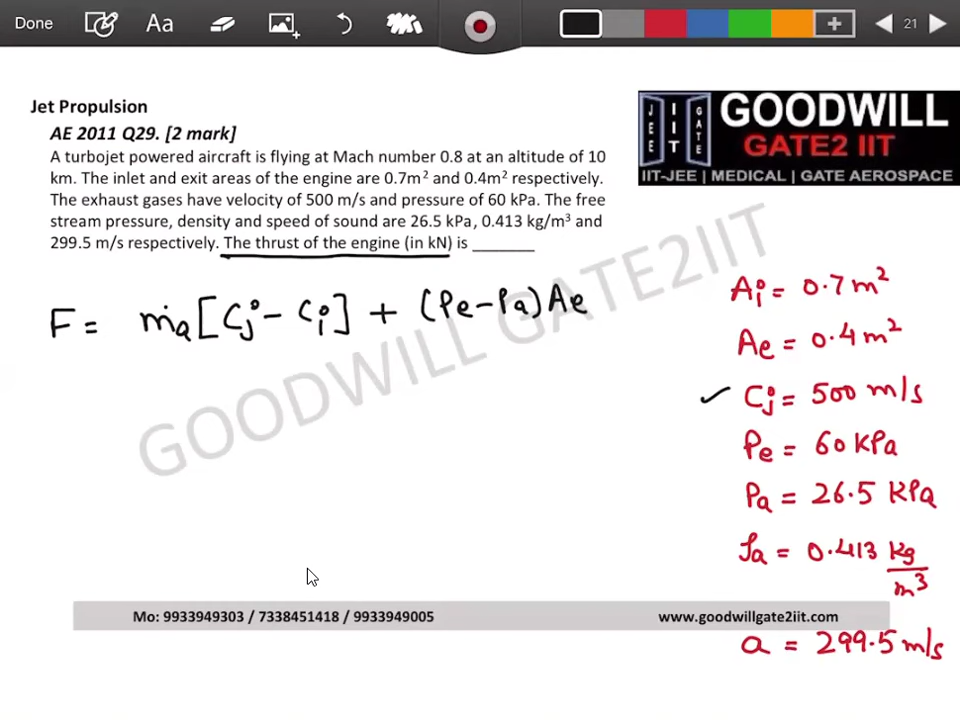 Done Aa 21
Jet Propulsion
AE 2011 Q29. [2 mark]
A turbojet powered aircraft is flying at Mach number 0.8 at an altitude of 10
km. The inlet and exit areas of the engine are 0.7m² and 0.4m² respectively.
The exhaust gases have velocity of 500 m/s and pressure of 60 kPa. The free
stream pressure, density and speed of sound are 26.5 kPa, 0.413 kg/m³ and
299.5 m/s respectively. The thrust of the engine (in kN) is _______
JEE IIT GATE
GOODWILL
GATE2 IIT
IIT-JEE | MEDICAL | GATE AEROSPACE
F = ṁa [Cj - Ci] + (Pe - Pa) Ae
Ai = 0.7 m²
Ae = 0.4 m²
✓ Cj = 500 m/s
Pe = 60 KPa
Pa = 26.5 KPa
ρa = 0.413 kg/m³
a = 299.5 m/s
GOODWILL GATE2IIT
Mo: 9933949303 / 7338451418 / 9933949005 www.goodwillgate2iit.com